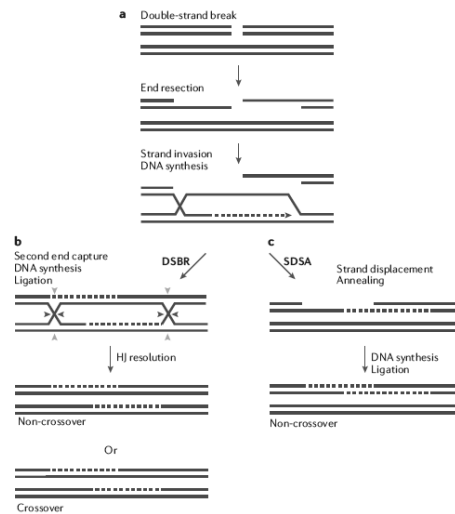 a Double-strand break
End resection
Strand invasion
DNA synthesis
b
Second end capture
DNA synthesis
Ligation
DSBR
HJ resolution
Non-crossover
Or
Crossover
c
SDSA
Strand displacement
Annealing
DNA synthesis
Ligation
Non-crossover